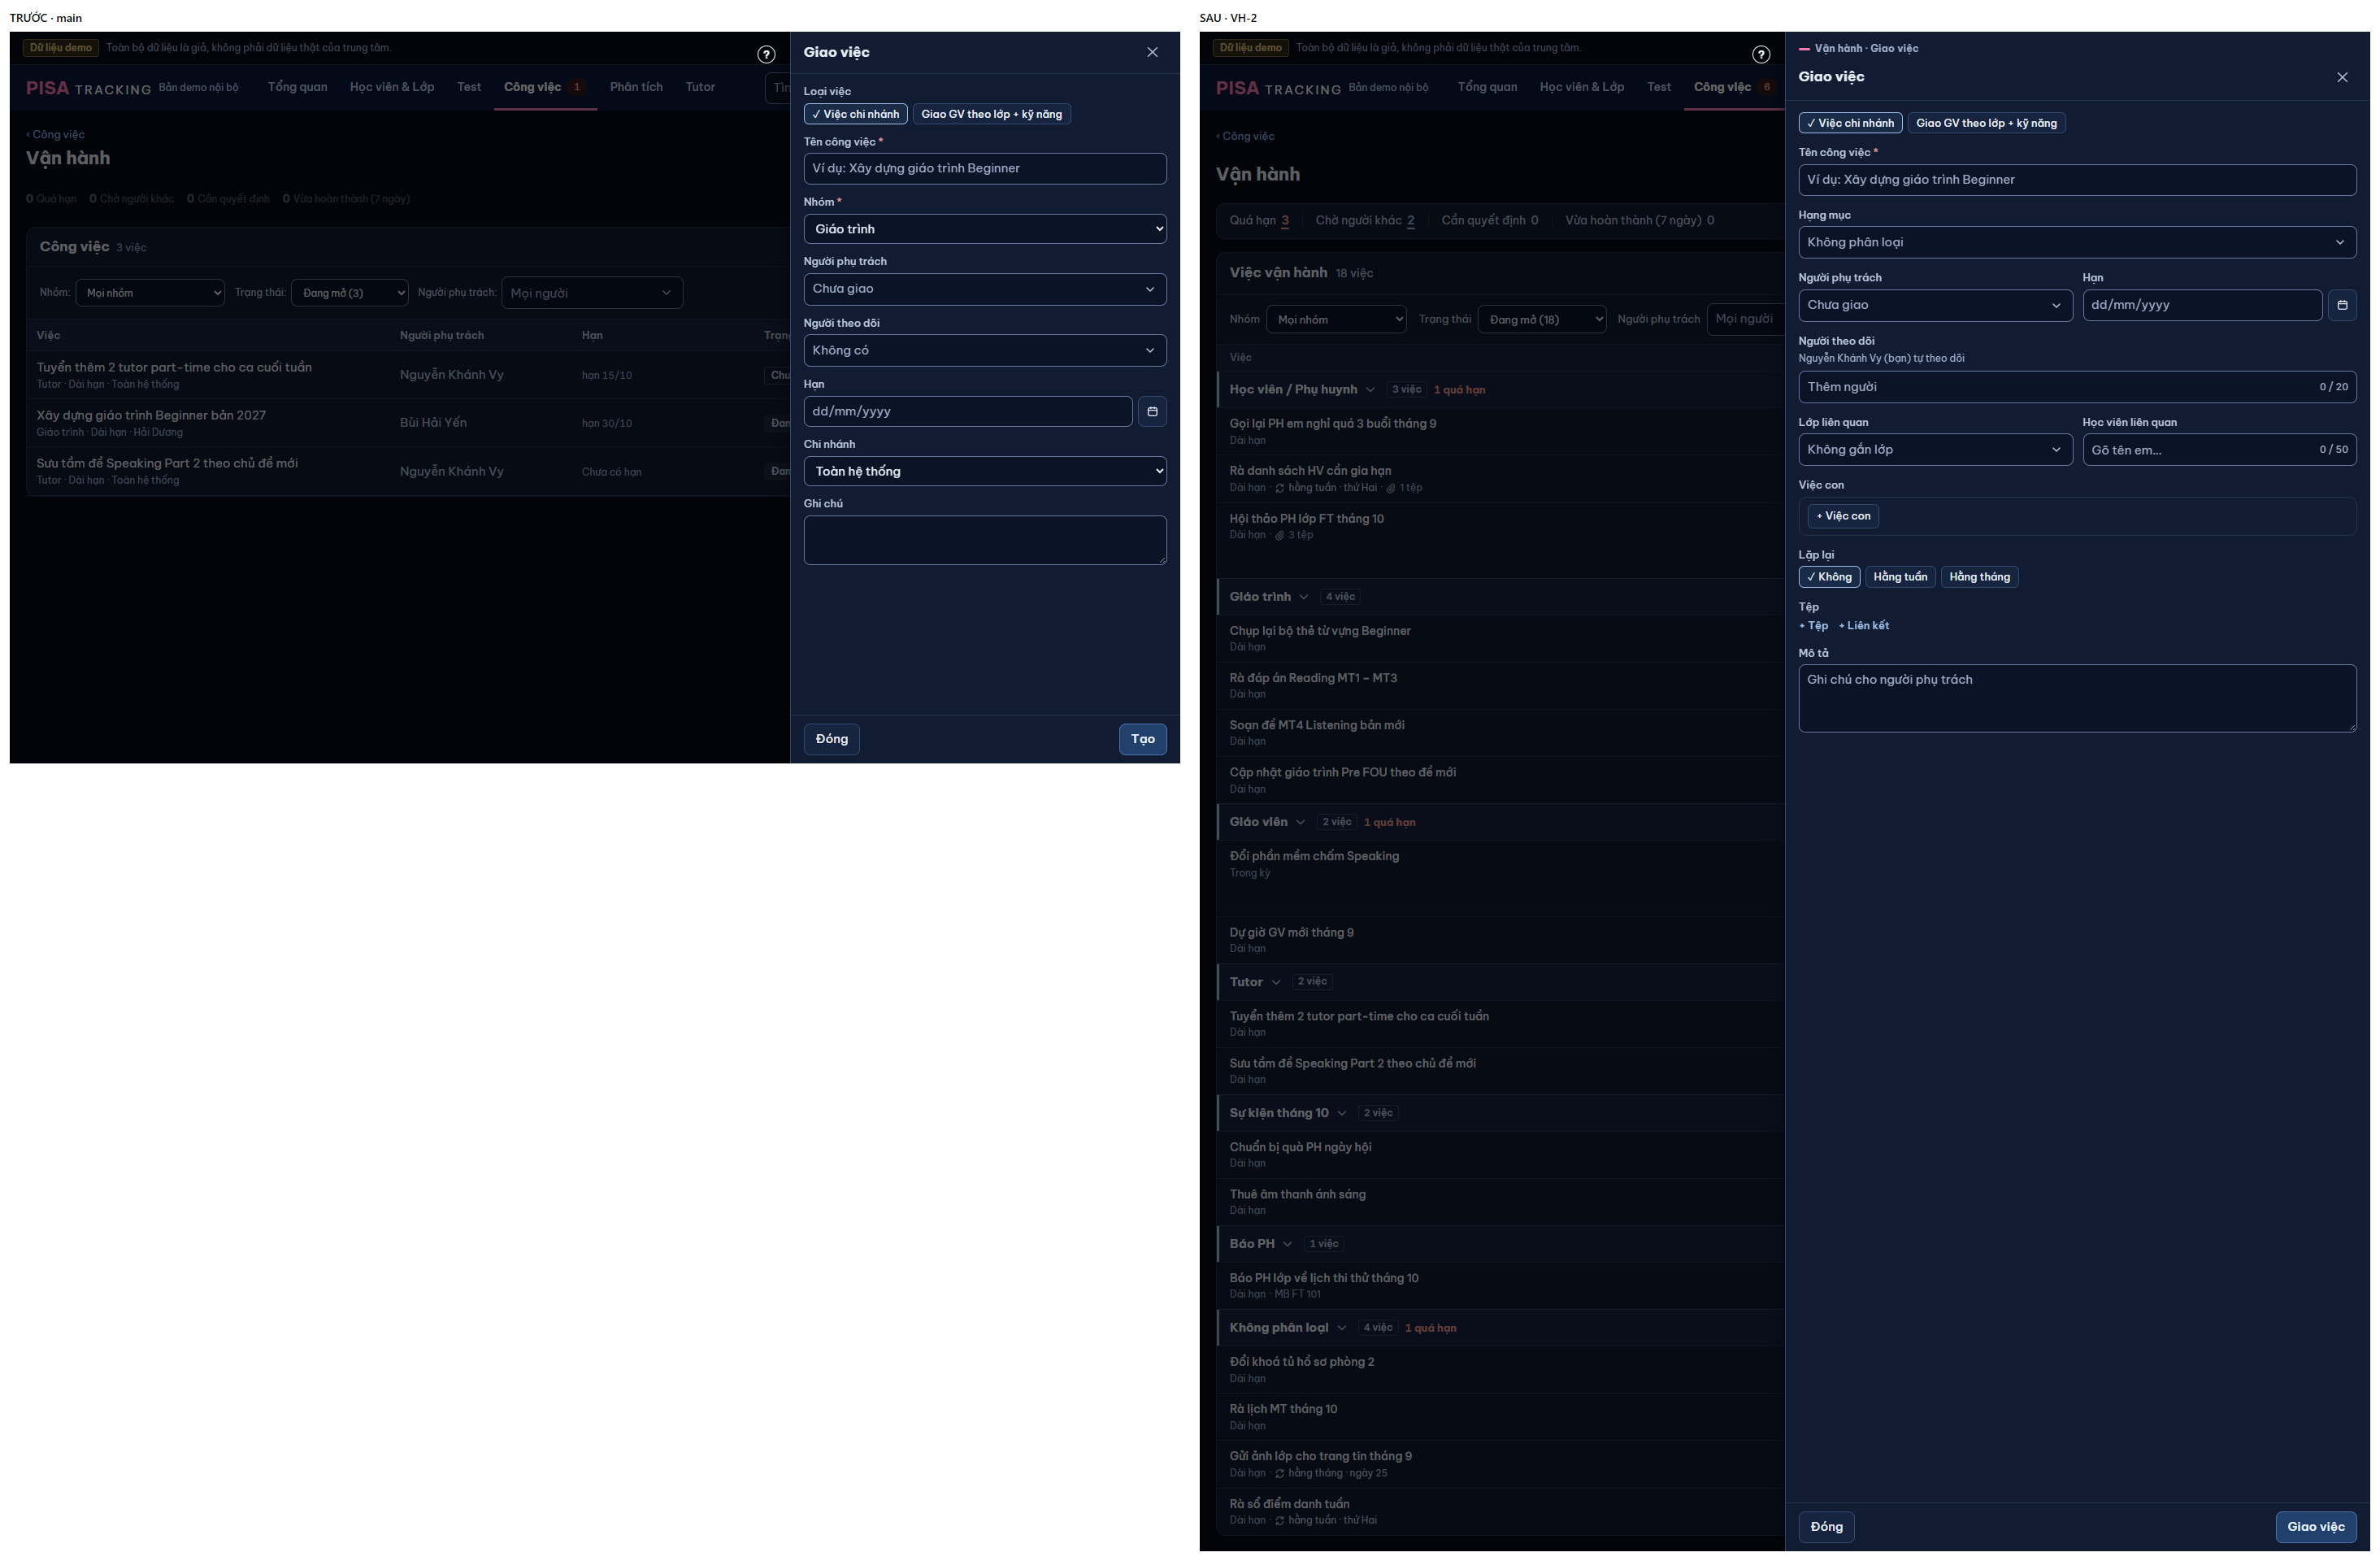 TRƯỚC · main
Dữ liệu demo Toàn bộ dữ liệu là giả, không phải dữ liệu thật của trung tâm.
?
PISA TRACKING Bản demo nội bộ Tổng quan Học viên & Lớp Test Công việc 1 Phân tích Tutor
‹ Công việc
Vận hành
0 Quá hạn 0 Chờ người khác 0 Cần quyết định 0 Vừa hoàn thành (7 ngày)
Công việc 3 việc
Nhóm: Mọi nhóm Trạng thái: Đang mở (3) Người phụ trách: Mọi người
Việc Người phụ trách Hạn
Tuyển thêm 2 tutor part-time cho ca cuối tuần Nguyễn Khánh Vy hạn 15/10
Tutor · Dài hạn · Toàn hệ thống
Xây dựng giáo trình Beginner bản 2027 Bùi Hải Yến hạn 30/10
Giáo trình · Dài hạn · Hải Dương
Sưu tầm đề Speaking Part 2 theo chủ đề mới Nguyễn Khánh Vy Chưa có hạn
Tutor · Dài hạn · Toàn hệ thống
Giao việc
Loại việc
✓ Việc chi nhánh Giao GV theo lớp + kỹ năng
Tên công việc *
Ví dụ: Xây dựng giáo trình Beginner
Nhóm *
Giáo trình
Người phụ trách
Chưa giao
Người theo dõi
Không có
Hạn
dd/mm/yyyy
Chi nhánh
Toàn hệ thống
Ghi chú
Đóng Tạo
SAU · VH-2
Dữ liệu demo Toàn bộ dữ liệu là giả, không phải dữ liệu thật của trung tâm.
?
PISA TRACKING Bản demo nội bộ Tổng quan Học viên & Lớp Test Công việc 6
‹ Công việc
Vận hành
Quá hạn 3 Chờ người khác 2 Cần quyết định 0 Vừa hoàn thành (7 ngày) 0
Việc vận hành 18 việc
Nhóm Mọi nhóm Trạng thái Đang mở (18) Người phụ trách Mọi người
Việc
Học viên / Phụ huynh 3 việc 1 quá hạn
Gọi lại PH em nghỉ quá 3 buổi tháng 9
Dài hạn
Rà danh sách HV cần gia hạn
Dài hạn · hằng tuần · thứ Hai · 1 tệp
Hội thảo PH lớp FT tháng 10
Dài hạn · 3 tệp
Giáo trình 4 việc
Chụp lại bộ thẻ từ vựng Beginner
Dài hạn
Rà đáp án Reading MT1 – MT3
Dài hạn
Soạn đề MT4 Listening bản mới
Dài hạn
Cập nhật giáo trình Pre FOU theo đề mới
Dài hạn
Giáo viên 2 việc 1 quá hạn
Đổi phần mềm chấm Speaking
Trong kỳ
Dự giờ GV mới tháng 9
Dài hạn
Tutor 2 việc
Tuyển thêm 2 tutor part-time cho ca cuối tuần
Dài hạn
Sưu tầm đề Speaking Part 2 theo chủ đề mới
Dài hạn
Sự kiện tháng 10 2 việc
Chuẩn bị quà PH ngày hội
Dài hạn
Thuê âm thanh ánh sáng
Dài hạn
Báo PH 1 việc
Báo PH lớp về lịch thi thử tháng 10
Dài hạn · MB FT 101
Không phân loại 4 việc 1 quá hạn
Đổi khoá tủ hồ sơ phòng 2
Dài hạn
Rà lịch MT tháng 10
Dài hạn
Gửi ảnh lớp cho trang tin tháng 9
Dài hạn · hằng tháng · ngày 25
Rà sổ điểm danh tuần
Dài hạn · hằng tuần · thứ Hai
Vận hành · Giao việc
Giao việc
✓ Việc chi nhánh Giao GV theo lớp + kỹ năng
Tên công việc *
Ví dụ: Xây dựng giáo trình Beginner
Hạng mục
Không phân loại
Người phụ trách Hạn
Chưa giao dd/mm/yyyy
Người theo dõi
Nguyễn Khánh Vy (bạn) tự theo dõi
Thêm người 0 / 20
Lớp liên quan Học viên liên quan
Không gắn lớp Gõ tên em... 0 / 50
Việc con
+ Việc con
Lặp lại
✓ Không Hằng tuần Hằng tháng
Tệp
+ Tệp + Liên kết
Mô tả
Ghi chú cho người phụ trách
Đóng Giao việc